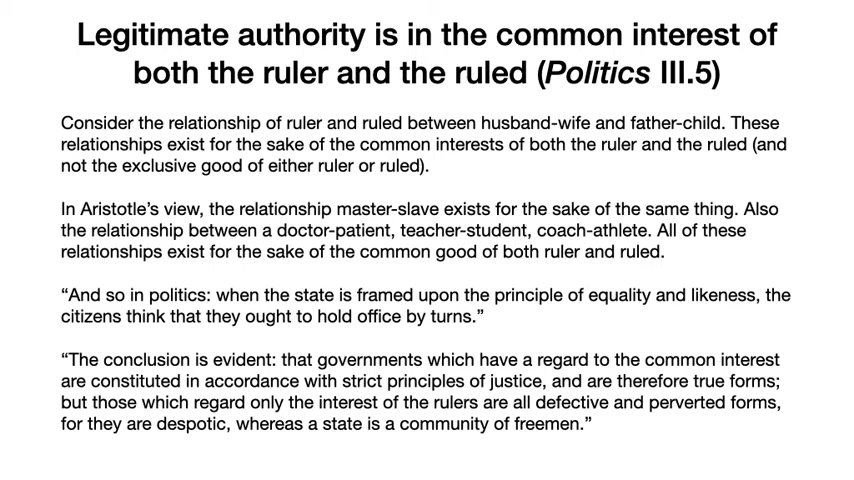 Legitimate authority is in the common interest of
both the ruler and the ruled (Politics III.5)
Consider the relationship of ruler and ruled between husband-wife and father-child. These
relationships exist for the sake of the common interests of both the ruler and the ruled (and
not the exclusive good of either ruler or ruled).
In Aristotle’s view, the relationship master-slave exists for the sake of the same thing. Also
the relationship between a doctor-patient, teacher-student, coach-athlete. All of these
relationships exist for the sake of the common good of both ruler and ruled.
“And so in politics: when the state is framed upon the principle of equality and likeness, the
citizens think that they ought to hold office by turns.”
“The conclusion is evident: that governments which have a regard to the common interest
are constituted in accordance with strict principles of justice, and are therefore true forms;
but those which regard only the interest of the rulers are all defective and perverted forms,
for they are despotic, whereas a state is a community of freemen.”